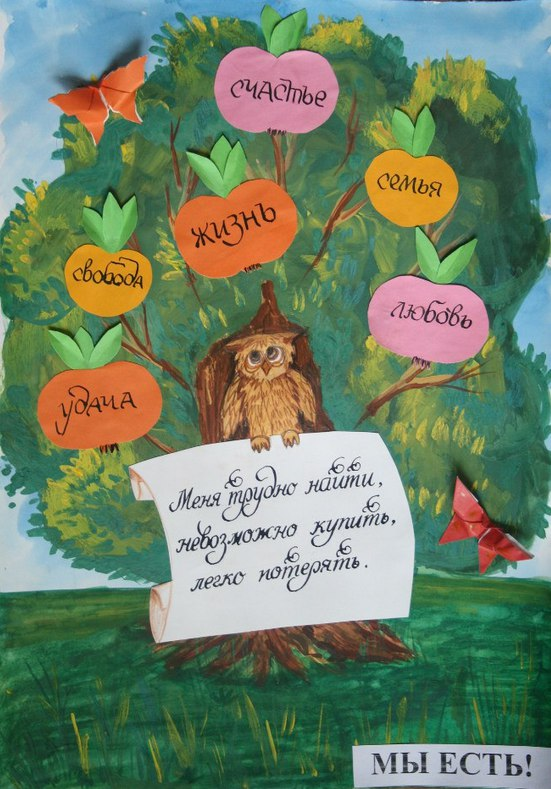 счастье
семья
жизнь
свобода
любовь
удача
Меня трудно найти,
невозможно купить,
легко потерять.
МЫ ЕСТЬ!